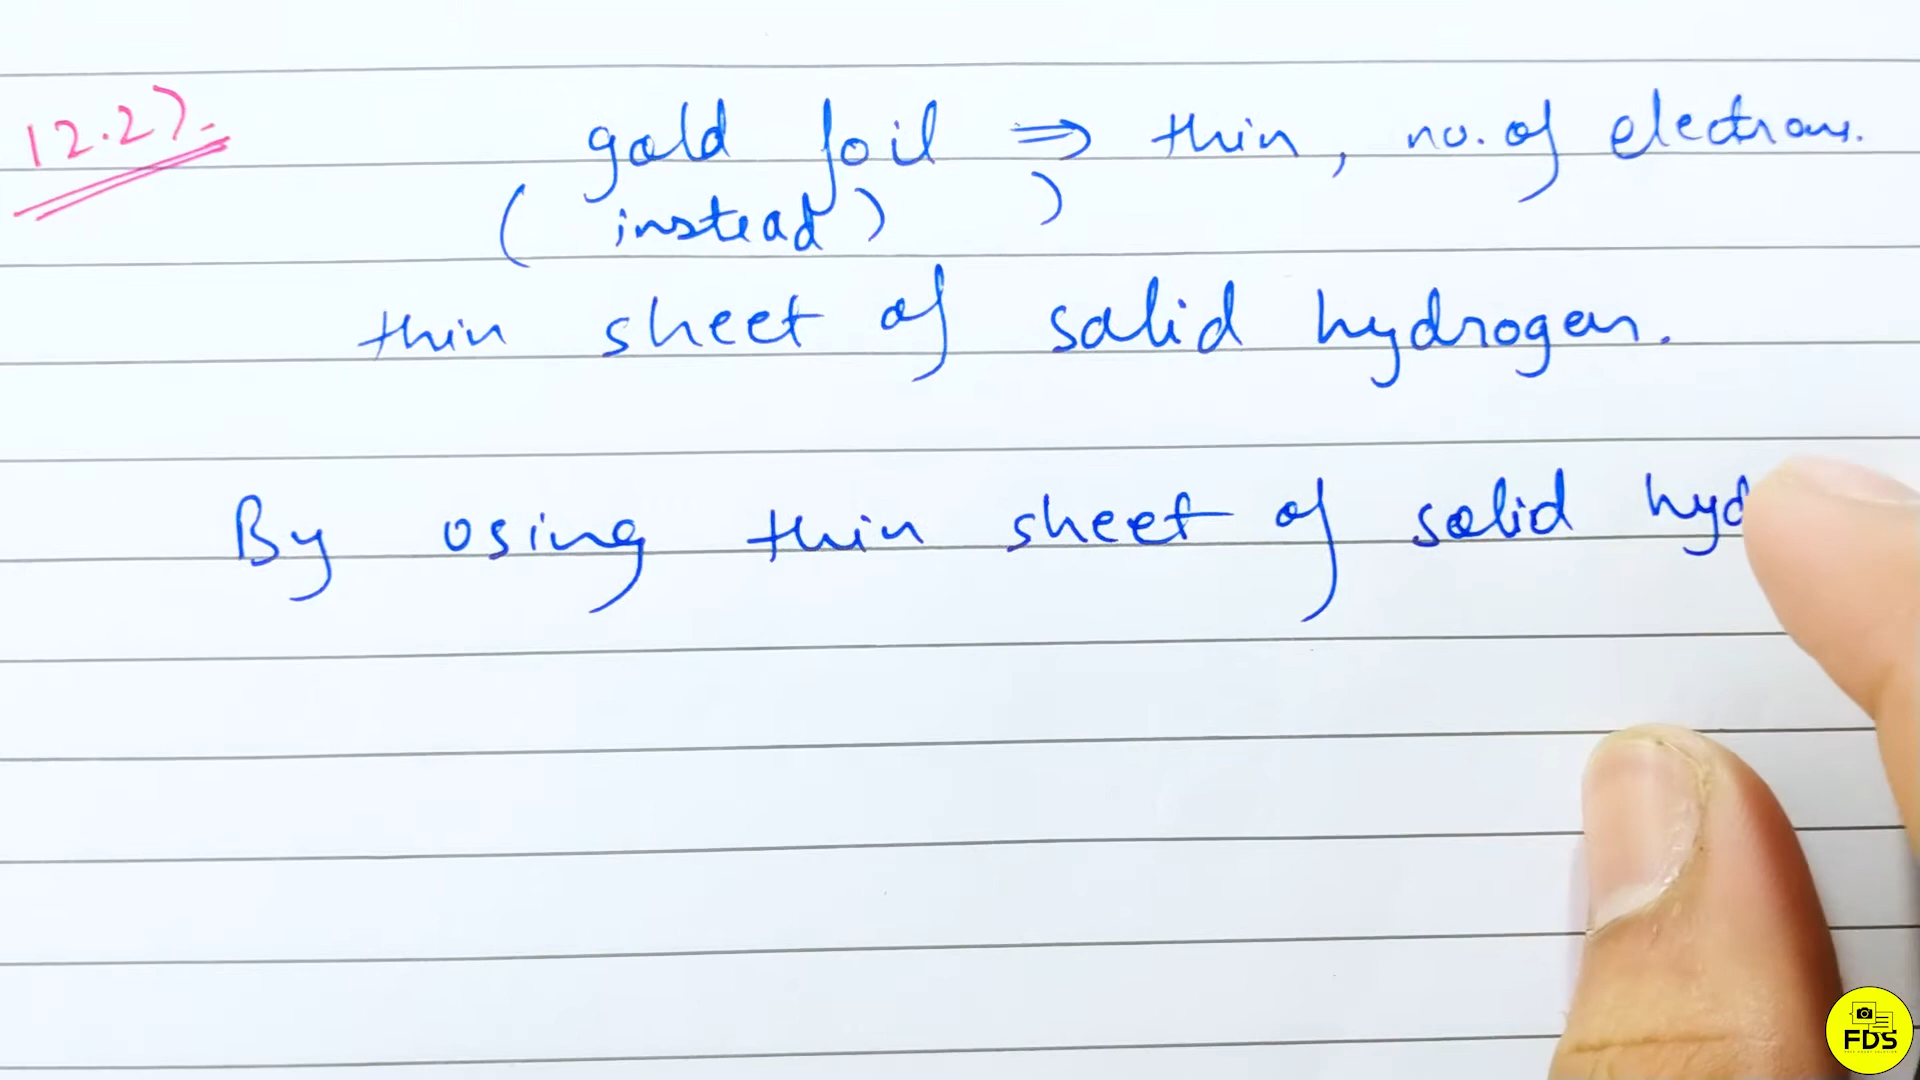 12.27.
gold foil ⇒ thin, no. of electrons.
( instead) )
thin sheet of solid hydrogen.
By using thin sheet of solid hyd
FDS